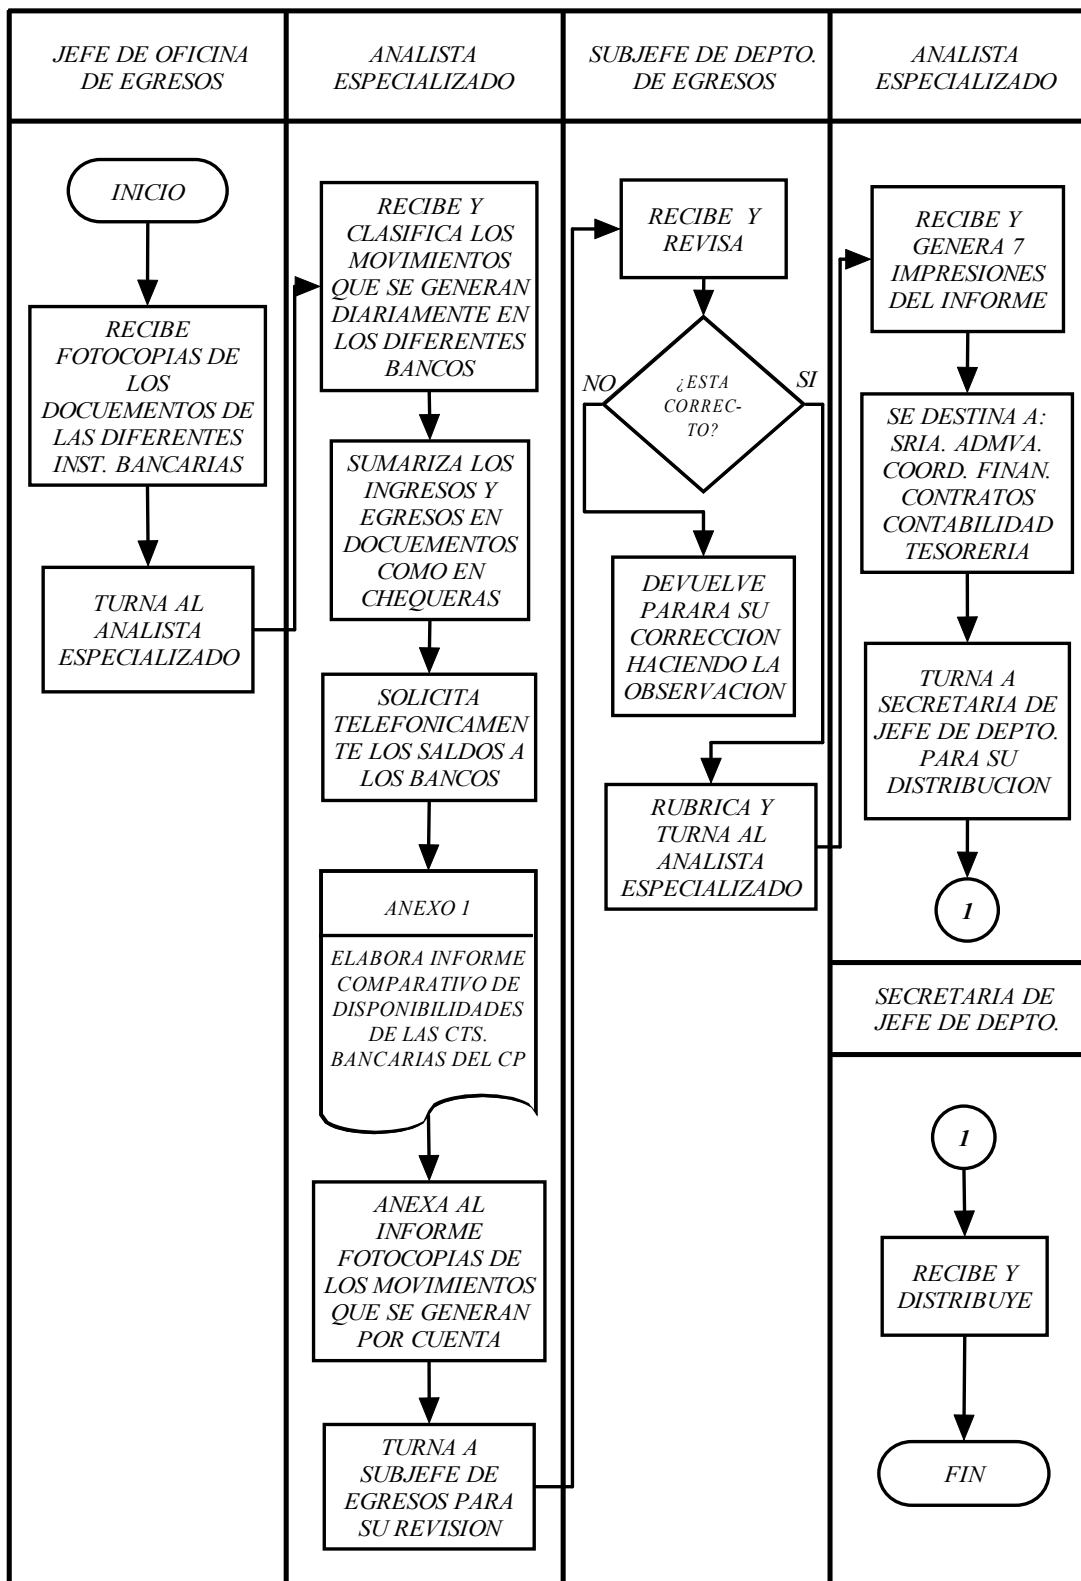 JEFE DE OFICINA
DE EGRESOS
ANALISTA
ESPECIALIZADO
SUBJEFE DE DEPTO.
DE EGRESOS
ANALISTA
ESPECIALIZADO
INICIO
RECIBE
FOTOCOPIAS DE
LOS
DOCUEMENTOS DE
LAS DIFERENTES
INST. BANCARIAS
TURNA AL
ANALISTA
ESPECIALIZADO
RECIBE Y
CLASIFICA LOS
MOVIMIENTOS
QUE SE GENERAN
DIARIAMENTE EN
LOS DIFERENTES
BANCOS
SUMARIZA LOS
INGRESOS Y
EGRESOS EN
DOCUEMENTOS
COMO EN
CHEQUERAS
SOLICITA
TELEFONICAMEN
TE LOS SALDOS A
LOS BANCOS
ANEXO 1
ELABORA INFORME
COMPARATIVO DE
DISPONIBILIDADES
DE LAS CTS.
BANCARIAS DEL CP
ANEXA AL
INFORME
FOTOCOPIAS DE
LOS MOVIMIENTOS
QUE SE GENERAN
POR CUENTA
TURNA A
SUBJEFE DE
EGRESOS PARA
SU REVISION
RECIBE Y
REVISA
NO
¿ESTA
CORREC-
TO?
SI
DEVUELVE
PARARA SU
CORRECCION
HACIENDO LA
OBSERVACION
RUBRICA Y
TURNA AL
ANALISTA
ESPECIALIZADO
RECIBE Y
GENERA 7
IMPRESIONES
DEL INFORME
SE DESTINA A:
SRIA. ADMVA.
COORD. FINAN.
CONTRATOS
CONTABILIDAD
TESORERIA
TURNA A
SECRETARIA DE
JEFE DE DEPTO.
PARA SU
DISTRIBUCION
1
SECRETARIA DE
JEFE DE DEPTO.
1
RECIBE Y
DISTRIBUYE
FIN